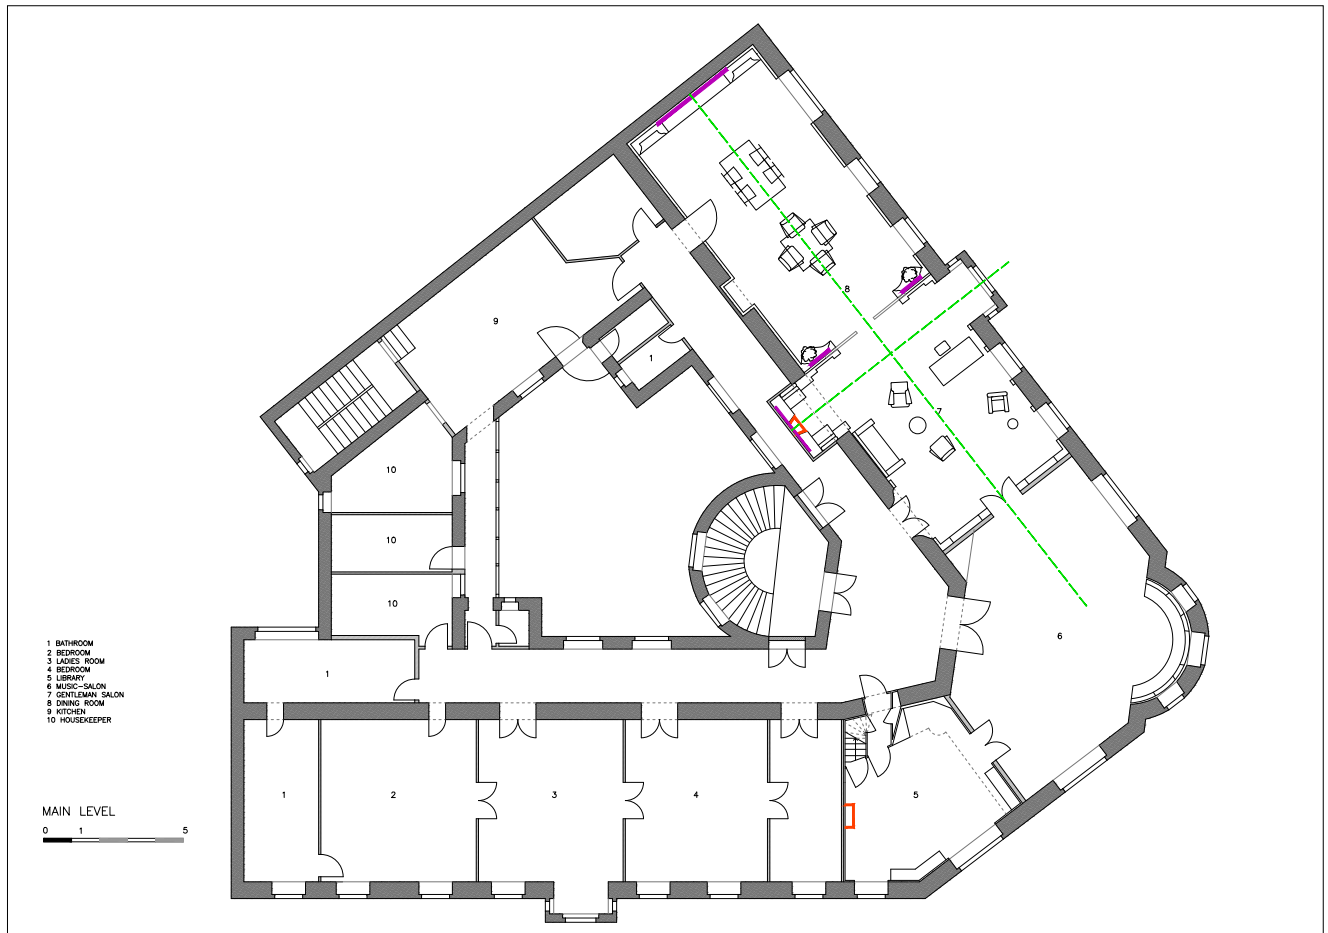 8
9
1
7
10
10
10
6
1
1 BATHROOM
2 BEDROOM
3 LADIES ROOM
4 BEDROOM
5 LIBRARY
6 MUSIC-SALON
7 GENTLEMAN SALON
8 DINING ROOM
9 KITCHEN
10 HOUSEKEEPER
1
2
3
4
5
MAIN LEVEL
0 1 5